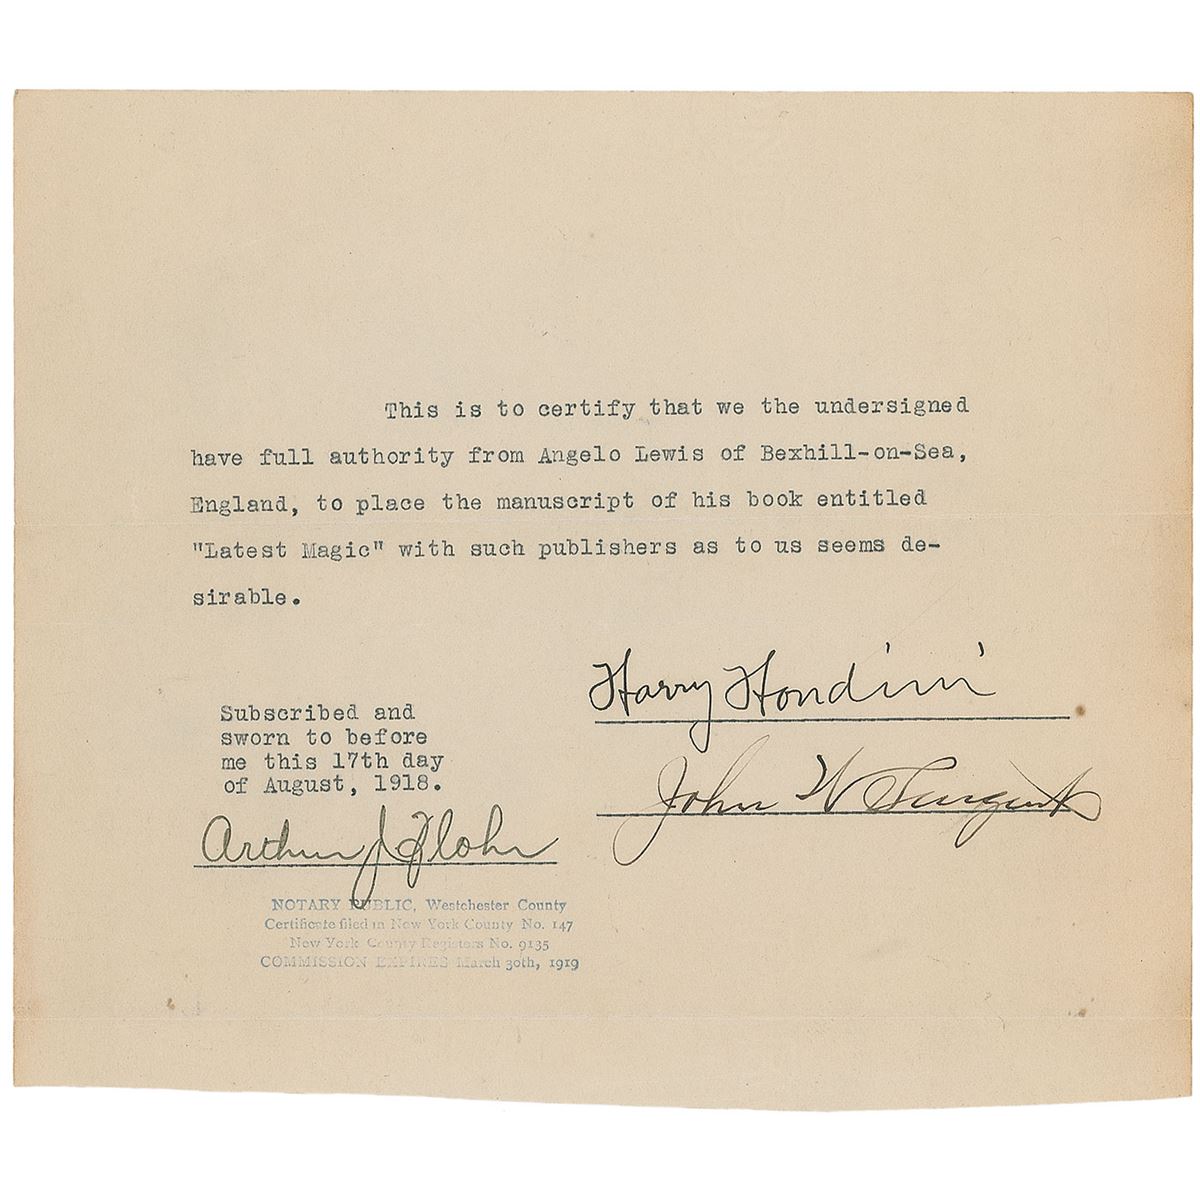 This is to certify that we the undersigned
have full authority from Angelo Lewis of Bexhill-on-Sea,
England, to place the manuscript of his book entitled
"Latest Magic" with such publishers as to us seems de-
sirable.
Harry Houdini
John W Sargent
Subscribed and
sworn to before
me this 17th day
of August, 1918.
Arthur J Flohr
NOTARY PUBLIC, Westchester County
Certificate filed in New York County No. 147
New York County Registers No. 9135
COMMISSION EXPIRES March 30th, 1919